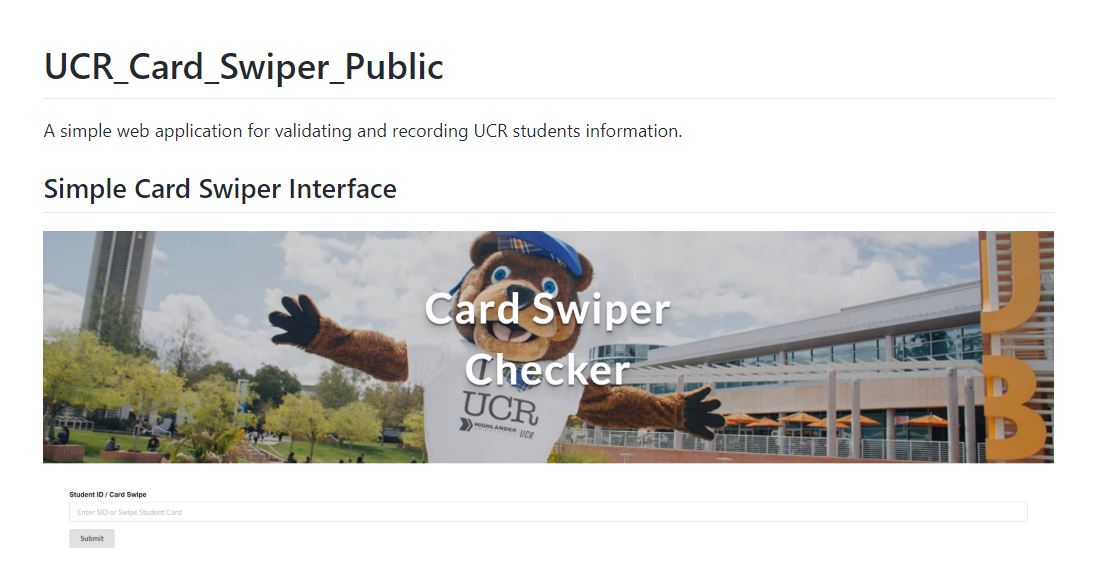 UCR_Card_Swiper_Public
A simple web application for validating and recording UCR students information.
Simple Card Swiper Interface
Card Swiper
Checker
UCR
HIGHLANDER
UCR
UB
Student ID / Card Swipe
Enter SID or Swipe Student Card
Submit